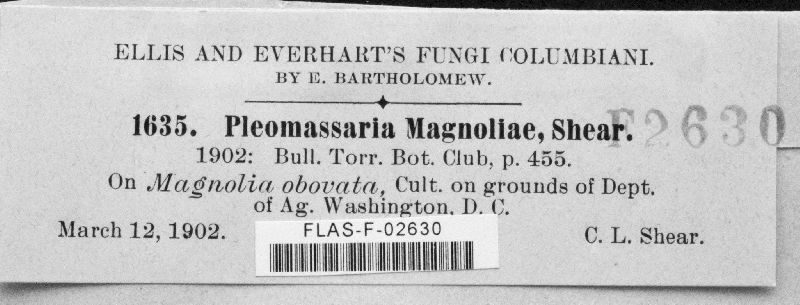 ELLIS AND EVERHART'S FUNGI COLUMBIANI.
BY E. BARTHOLOMEW.
1635. Pleomassaria Magnoliae, Shear.
F2630
1902: Bull. Torr. Bot. Club, p. 455.
On Magnolia obovata, Cult. on grounds of Dept.
of Ag. Washington, D. C.
March 12, 1902.
FLAS-F-02630
C. L. Shear.